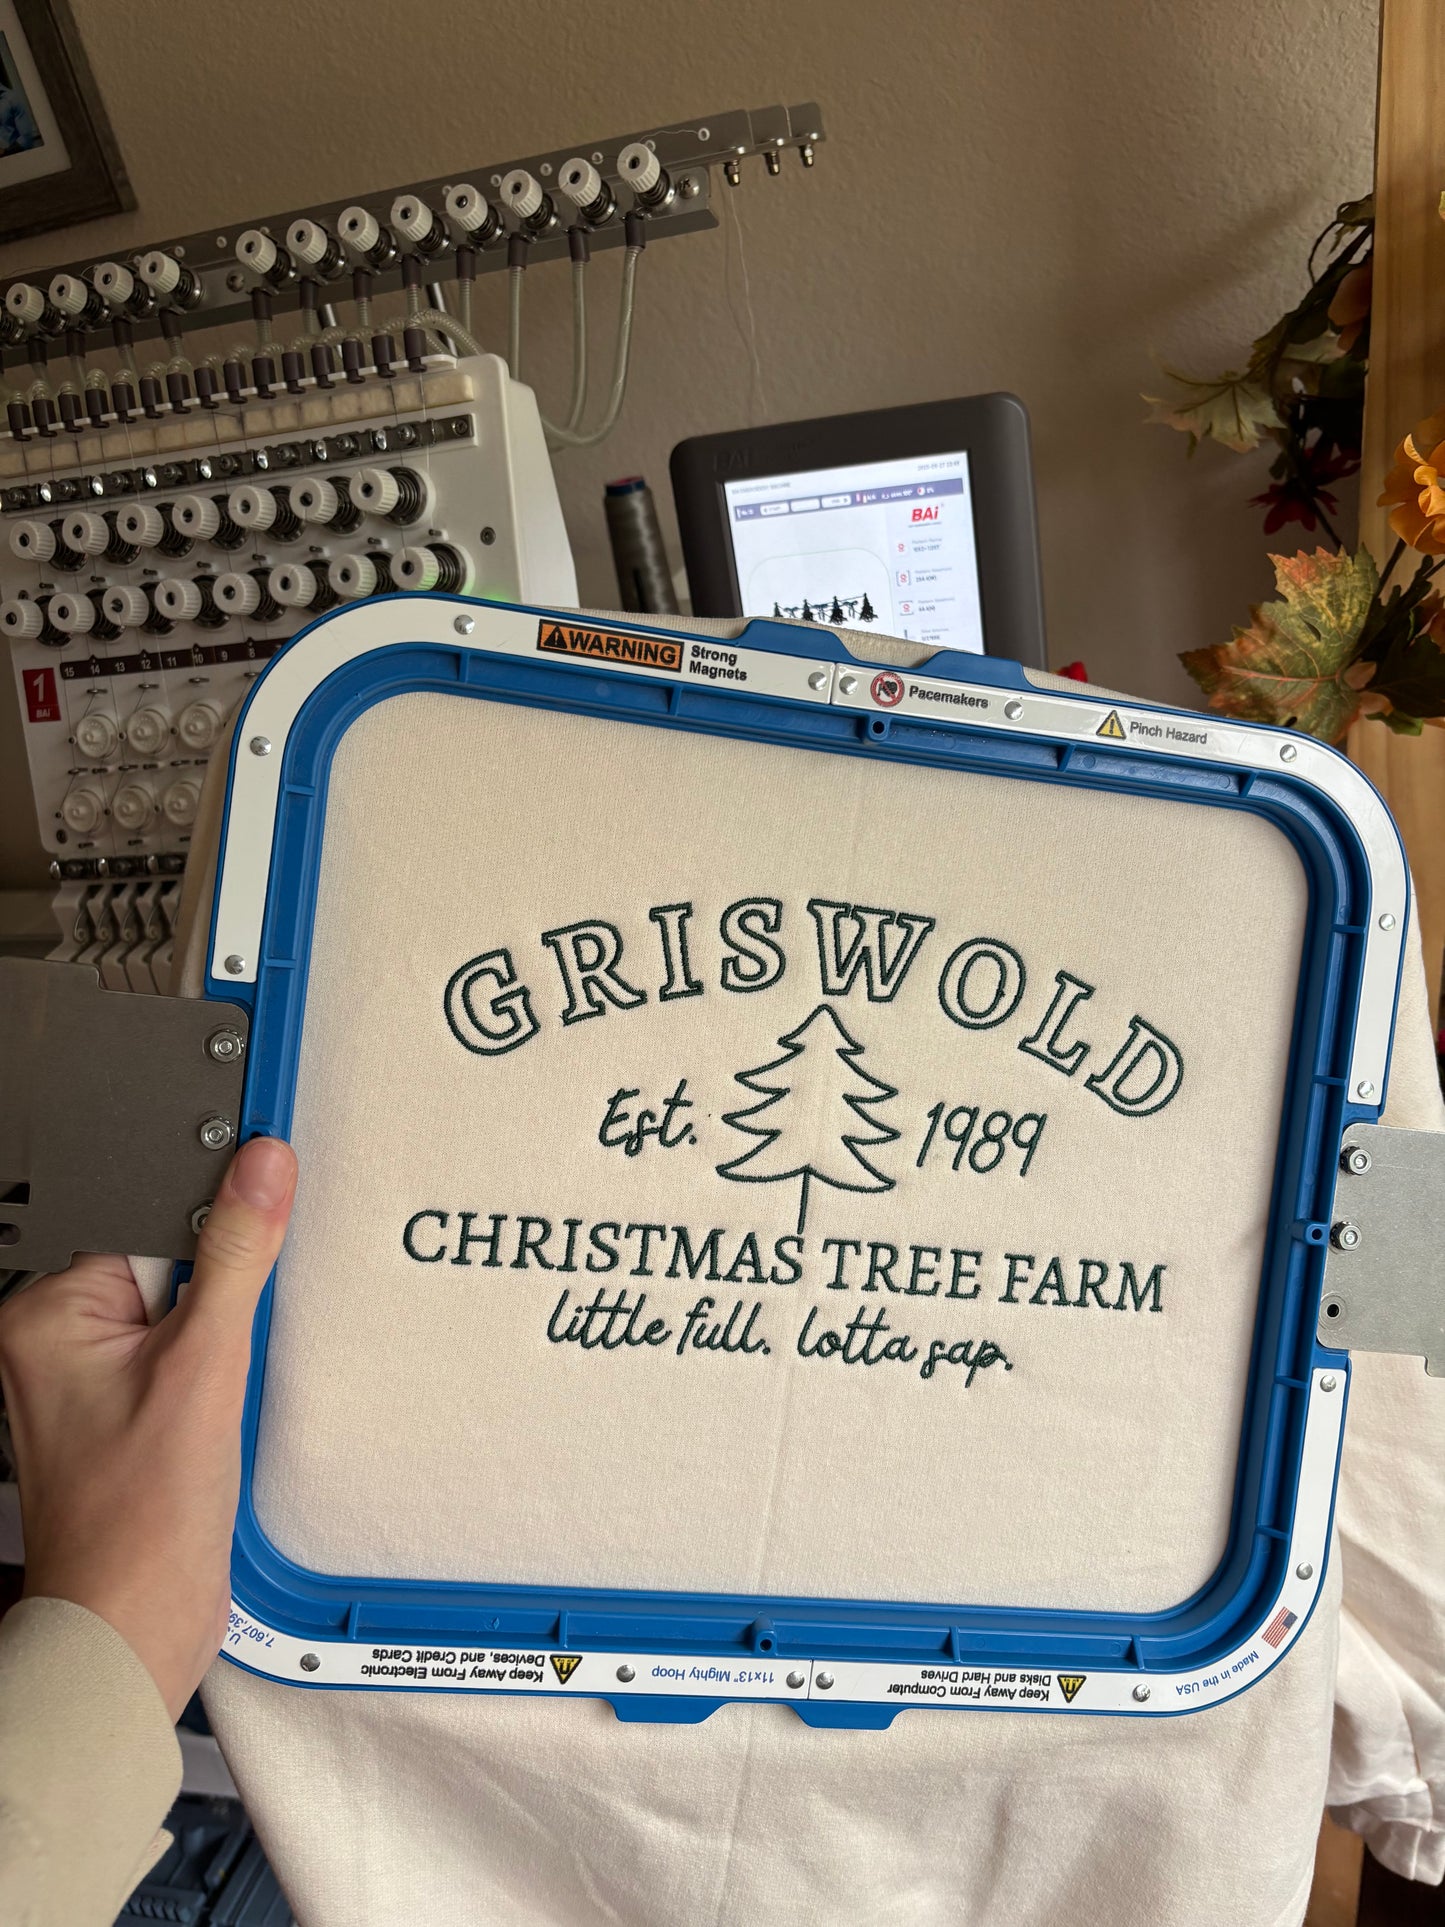 BAi
WARNING Strong Magnets
Pacemakers
Pinch Hazard
15 14 13 12 11 10 9 8
1
BAi
GRISWOLD
Est. 1989
CHRISTMAS TREE FARM
little full. lotta sap.
Keep Away From Electronic
Devices, and Credit Cards
11x13" Mighty Hoop
Keep Away From Computer
Disks and Hard Drives
Made in the USA